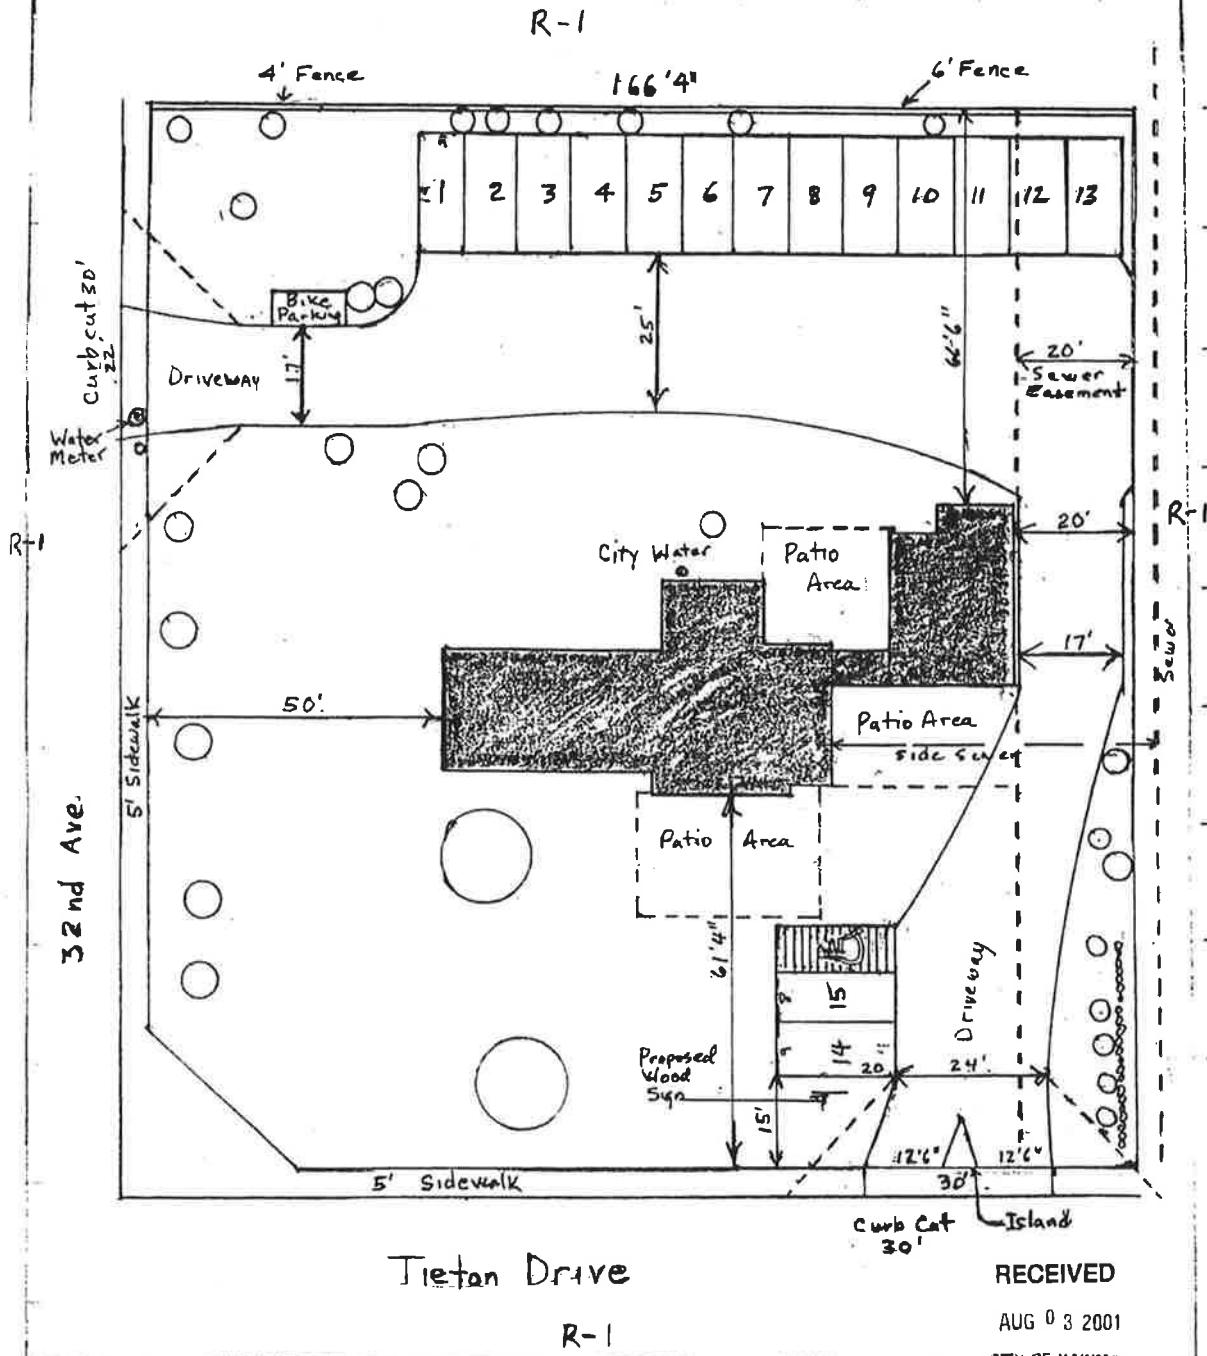 R-1
4' Fence
166'4"
6' Fence
1 2 3 4 5 6 7 8 9 10 11 12 13
Curb cut 30'
22'
Bike
Parking
Driveway
17'
25'
66'6"
20'
Sewer
Easement
Water
Meter
R-1
R-1
City Water
Patio
Area
20'
17'
Sewer
50'
Patio Area
Side Sewer
5' Sidewalk
32nd Ave.
Patio Area
61'4"
8
15
9
14
20'
Driveway
24'
Proposed
Wood
Sign
15'
12'6" 12'6"
30'
5' Sidewalk
Curb Cut
30'
Island
Tieton Drive
R-1
RECEIVED
AUG 03 2001